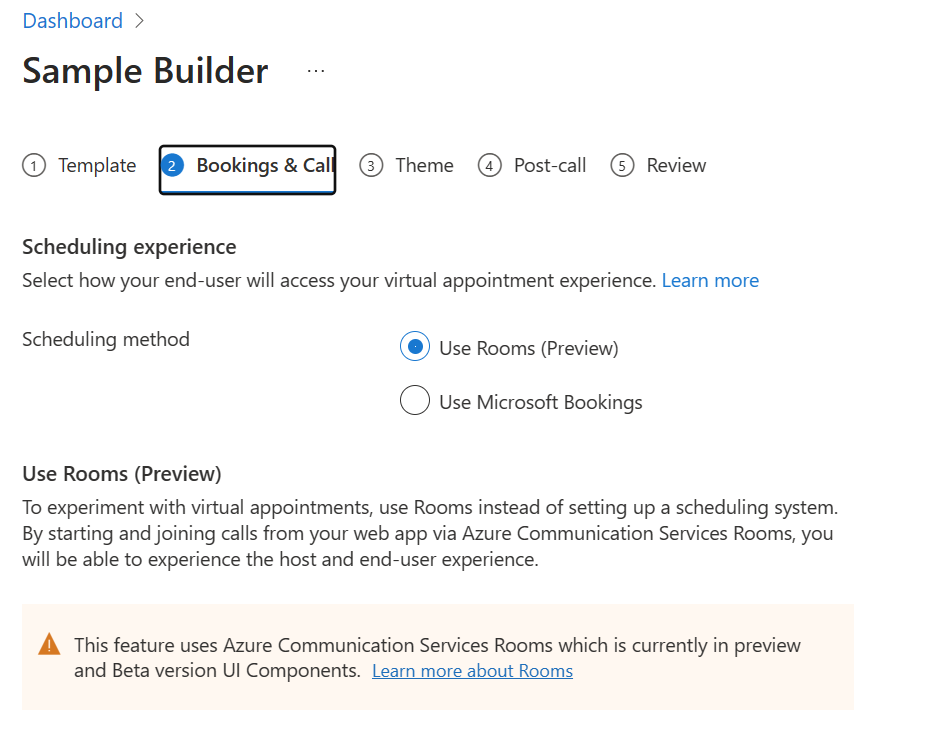 Dashboard >
Sample Builder ...
1 Template 2 Bookings & Call 3 Theme 4 Post-call 5 Review
Scheduling experience
Select how your end-user will access your virtual appointment experience. Learn more
Scheduling method
Use Rooms (Preview)
Use Microsoft Bookings
Use Rooms (Preview)
To experiment with virtual appointments, use Rooms instead of setting up a scheduling system.
By starting and joining calls from your web app via Azure Communication Services Rooms, you
will be able to experience the host and end-user experience.
This feature uses Azure Communication Services Rooms which is currently in preview
and Beta version UI Components. Learn more about Rooms